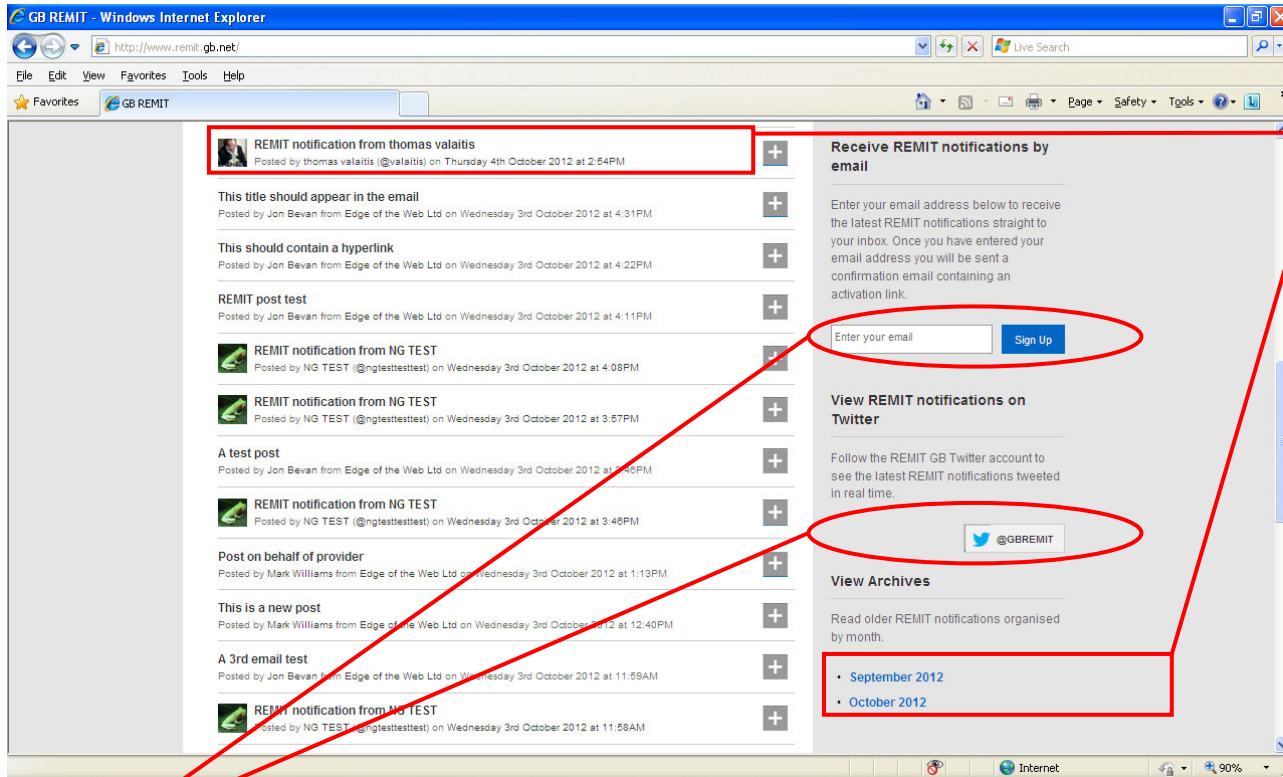 GB REMIT - Windows Internet Explorer
http://www.remit.gb.net/
Live Search
File Edit View Favorites Tools Help
Favorites
GB REMIT
Page Safety Tools
REMIT notification from thomas valaitis
Posted by thomas valaitis (@valaitis) on Thursday 4th October 2012 at 2:54PM
This title should appear in the email
Posted by Jon Bevan from Edge of the Web Ltd on Wednesday 3rd October 2012 at 4:31PM
This should contain a hyperlink
Posted by Jon Bevan from Edge of the Web Ltd on Wednesday 3rd October 2012 at 4:22PM
REMIT post test
Posted by Jon Bevan from Edge of the Web Ltd on Wednesday 3rd October 2012 at 4:11PM
REMIT notification from NG TEST
Posted by NG TEST (@ngtesttesttest) on Wednesday 3rd October 2012 at 4:08PM
REMIT notification from NG TEST
Posted by NG TEST (@ngtesttesttest) on Wednesday 3rd October 2012 at 3:57PM
A test post
Posted by Jon Bevan from Edge of the Web Ltd on Wednesday 3rd October 2012 at 3:46PM
REMIT notification from NG TEST
Posted by NG TEST (@ngtesttesttest) on Wednesday 3rd October 2012 at 3:46PM
Post on behalf of provider
Posted by Mark Williams from Edge of the Web Ltd on Wednesday 3rd October 2012 at 1:13PM
This is a new post
Posted by Mark Williams from Edge of the Web Ltd on Wednesday 3rd October 2012 at 12:40PM
A 3rd email test
Posted by Jon Bevan from Edge of the Web Ltd on Wednesday 3rd October 2012 at 11:59AM
REMIT notification from NG TEST
Posted by NG TEST (@ngtesttesttest) on Wednesday 3rd October 2012 at 11:58AM
Receive REMIT notifications by
email
Enter your email address below to receive
the latest REMIT notifications straight to
your inbox. Once you have entered your
email address you will be sent a
confirmation email containing an
activation link.
Enter your email
Sign Up
View REMIT notifications on
Twitter
Follow the REMIT GB Twitter account to
see the latest REMIT notifications tweeted
in real time.
@GBREMIT
View Archives
Read older REMIT notifications organised
by month.
• September 2012
• October 2012
Internet
90%